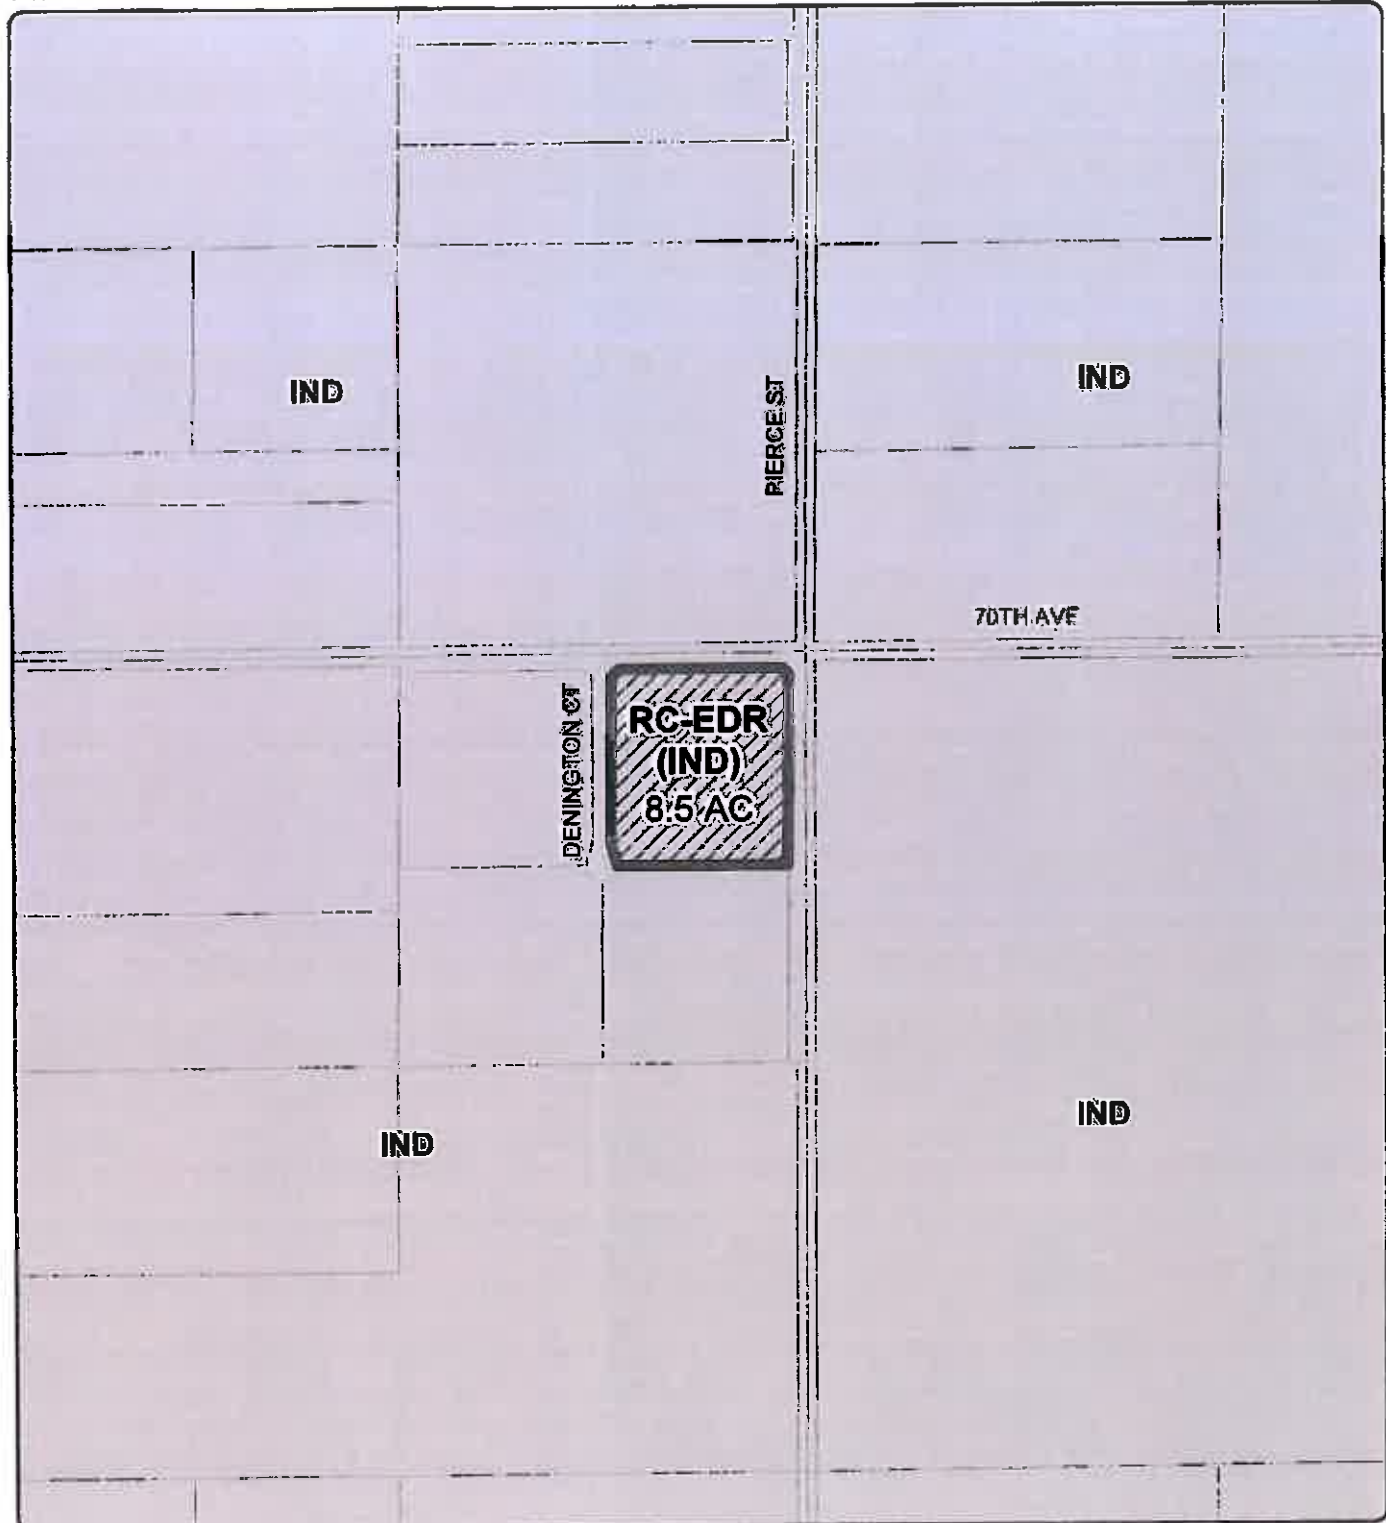 IND
IND
PIERCE ST
70TH AVE
DENINGTON CT
RC-EDR
(IND)
8.5 AC
IND
IND